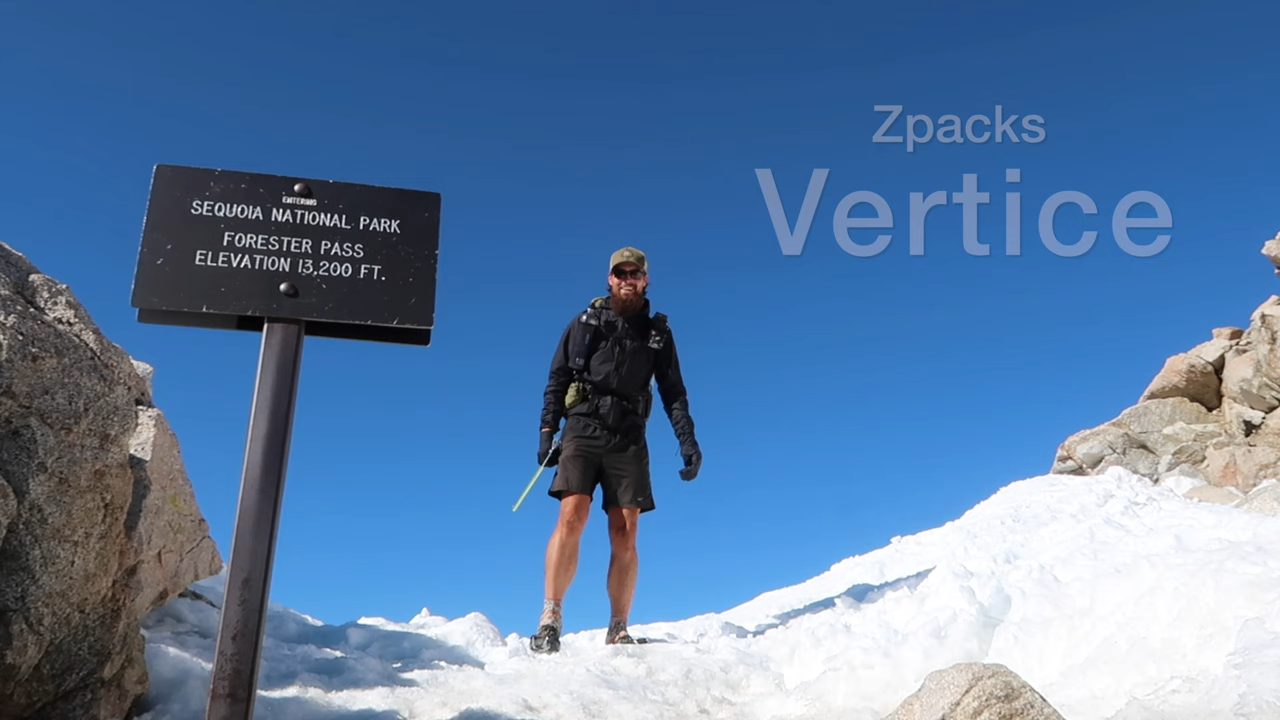 ENTERING
SEQUOIA NATIONAL PARK
FORESTER PASS
ELEVATION 13,200 FT.
Zpacks
Vertice